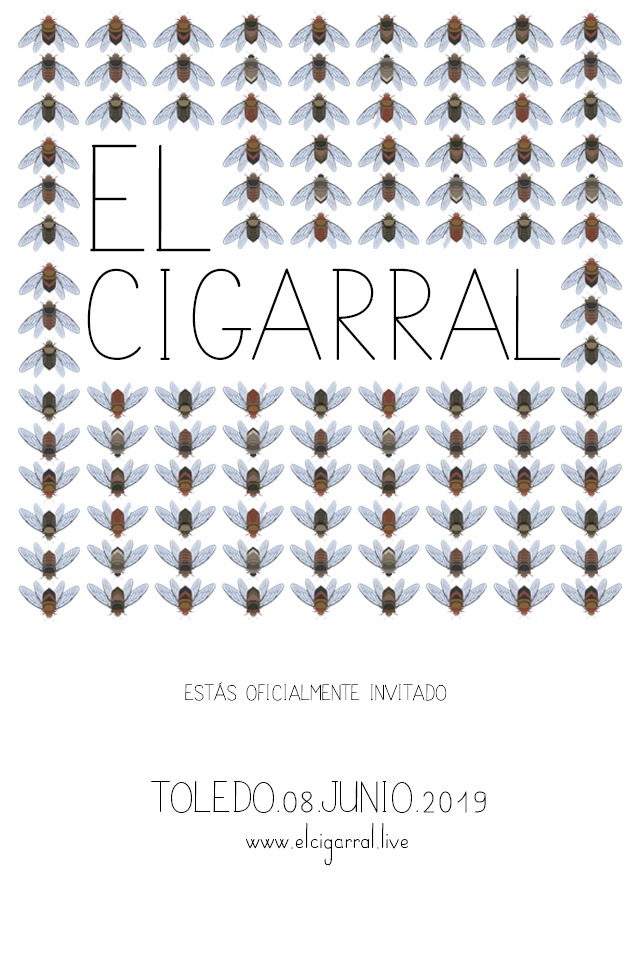 EL
CIGARRAL
ESTÁS OFICIALMENTE INVITADO
TOLEDO.08.JUNIO.2019
www.elcigarral.live